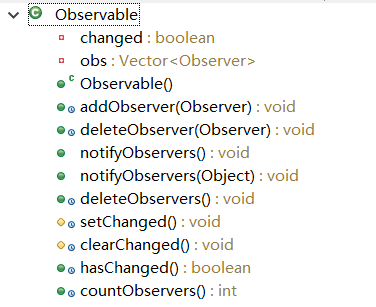 Observable
changed : boolean
obs : Vector<Observer>
Observable()
addObserver(Observer) : void
deleteObserver(Observer) : void
notifyObservers() : void
notifyObservers(Object) : void
deleteObservers() : void
setChanged() : void
clearChanged() : void
hasChanged() : boolean
countObservers() : int